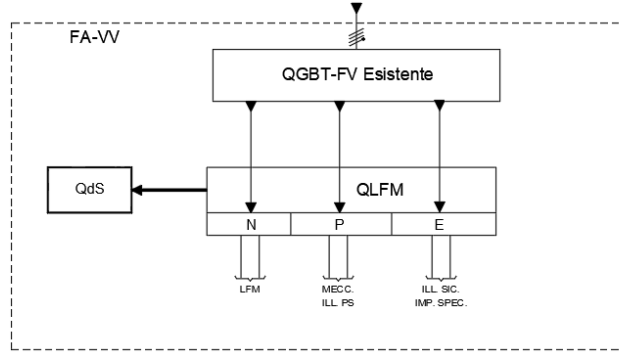 FA-VV
QGBT-FV Esistente
QdS
QLFM
N
P
E
LFM
MECC.
ILL. PS
ILL. SIC.
IMP. SPEC.